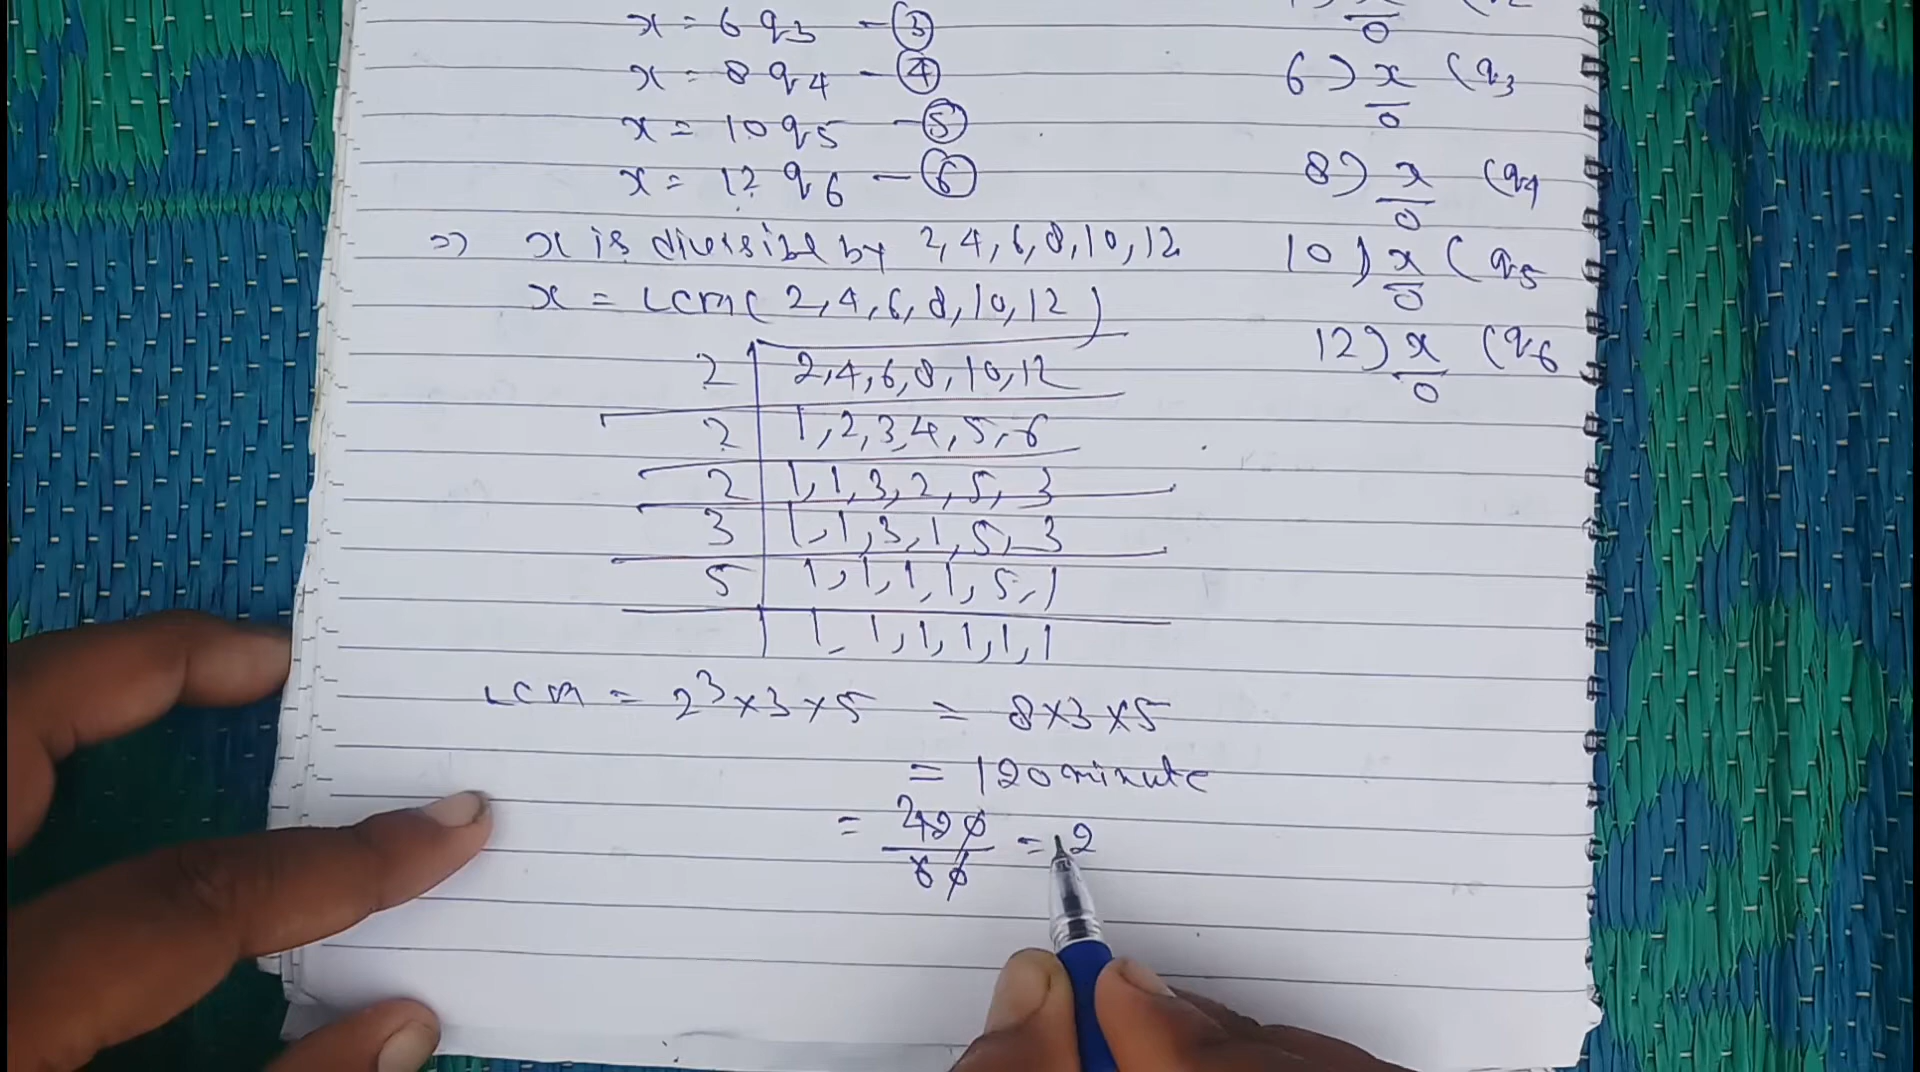 x = 6 q3 - (3)
x = 8 q4 - (4)
x = 10 q5 - (5)
x = 12 q6 - (6)
=> x is divisible by 2, 4, 6, 8, 10, 12
x = LCM ( 2, 4, 6, 8, 10, 12 )
2 | 2, 4, 6, 8, 10, 12
2 | 1, 2, 3, 4, 5, 6
2 | 1, 1, 3, 2, 5, 3
3 | 1, 1, 3, 1, 5, 3
5 | 1, 1, 1, 1, 5, 1
| 1, 1, 1, 1, 1, 1
LCM = 2³ × 3 × 5 = 8 × 3 × 5
= 120 minute
= 120/60 = 2
0
6 ) x ( q3
0
8 ) x ( q4
0
10 ) x ( q5
0
12 ) x ( q6
0